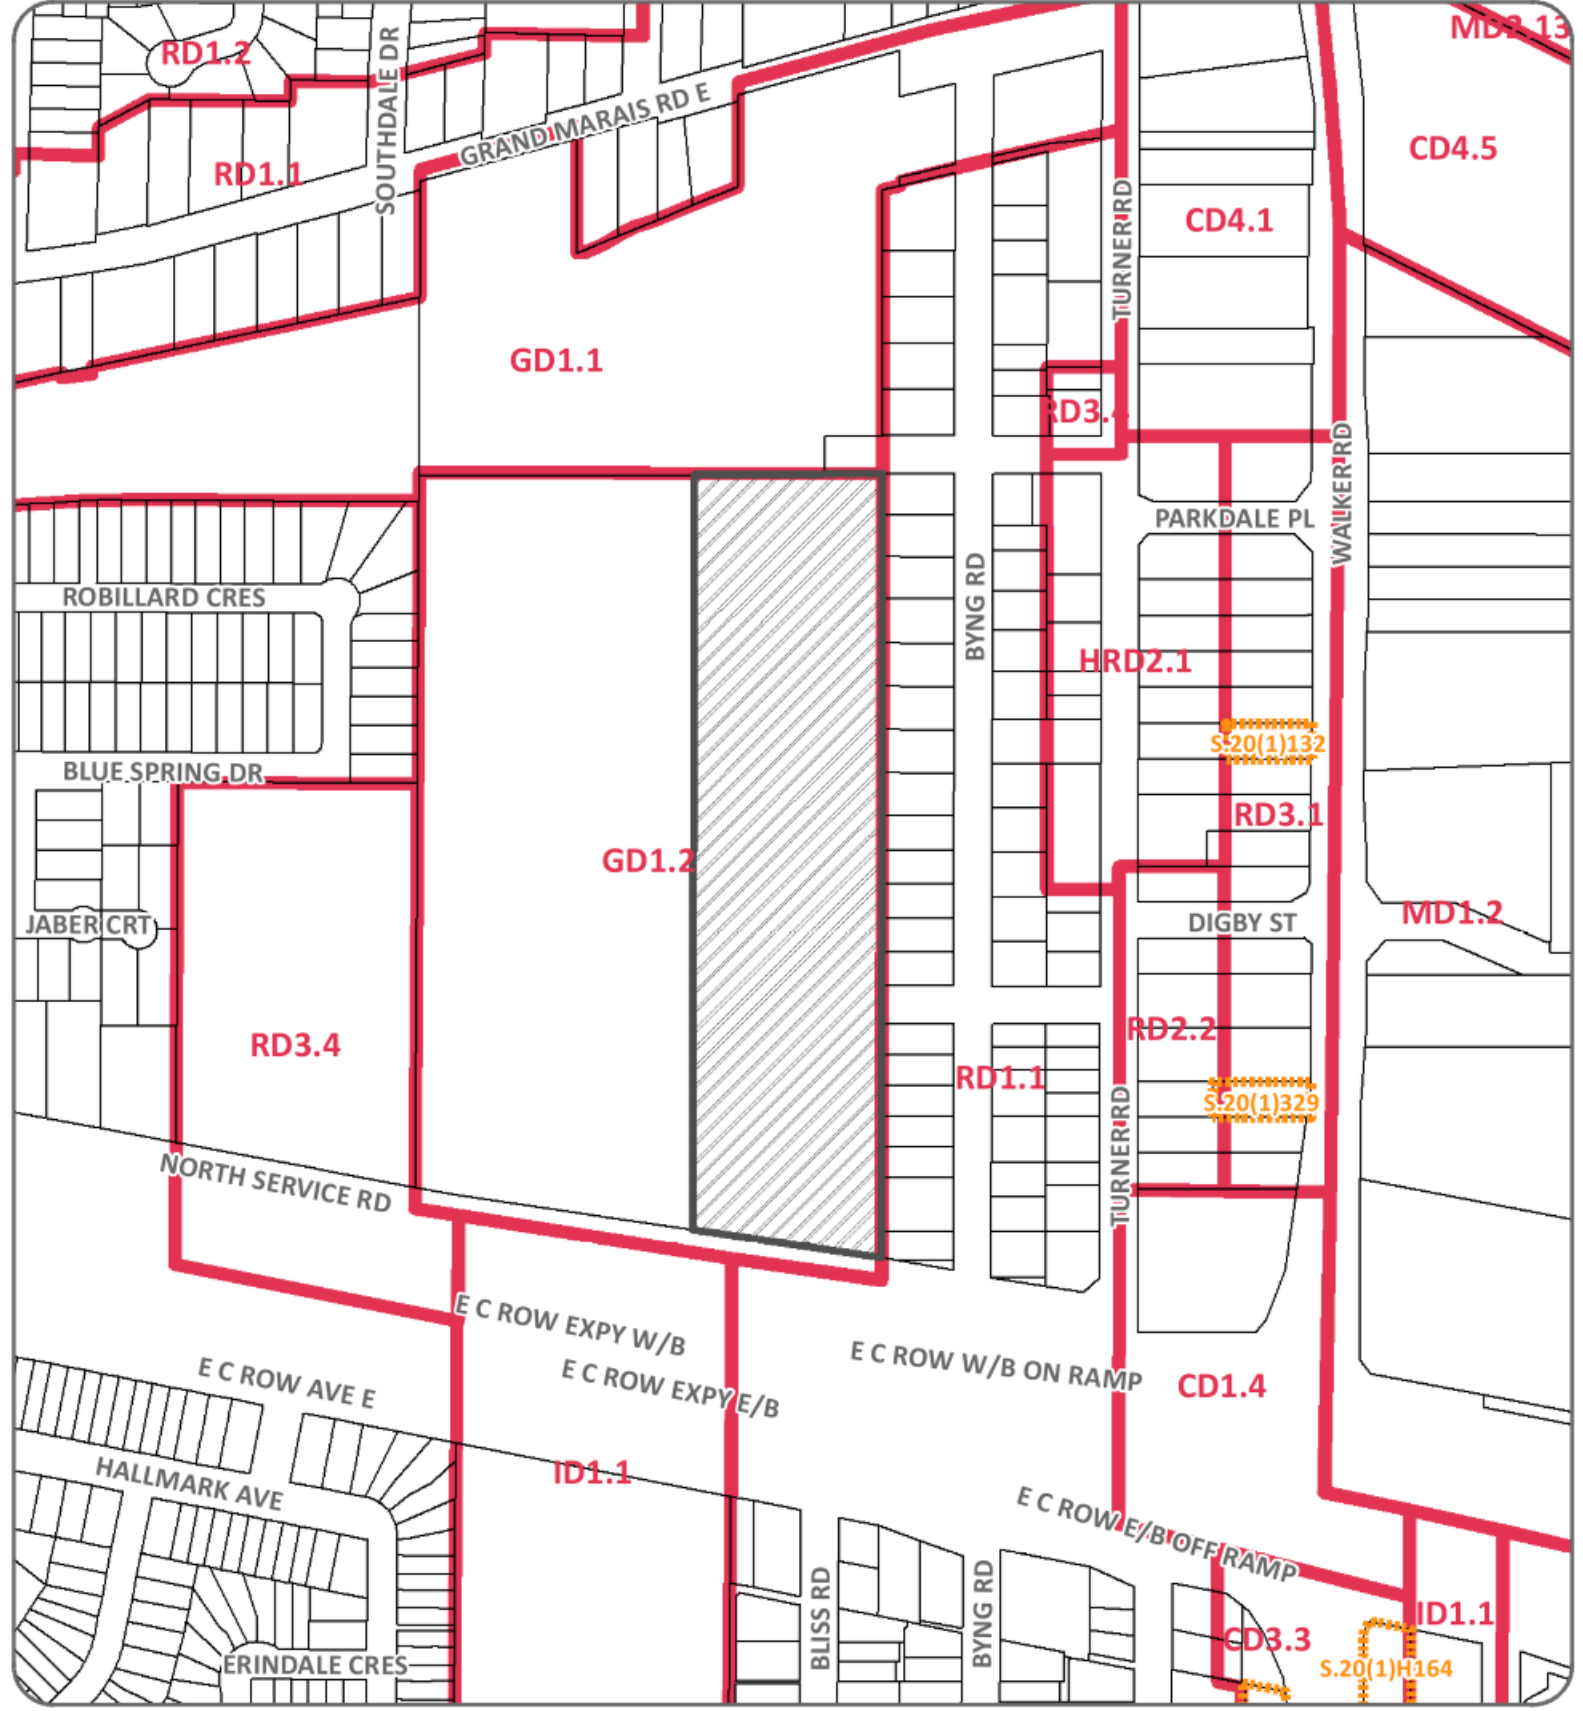 MD2.13
RD1.2
SOUTHDALE DR
GRAND MARAIS RD E
CD4.5
RD1.1
CD4.1
TURNER RD
GD1.1
RD3.4
WALKER RD
PARKDALE PL
ROBILLARD CRES
BYNG RD
HRD2.1
S.20(1)132
BLUE SPRING DR
RD3.1
GD1.2
MD1.2
JABER CRT
DIGBY ST
RD3.4
RD2.2
RD1.1
S.20(1)329
TURNER RD
NORTH SERVICE RD
E C ROW EXPY W/B
E C ROW W/B ON RAMP
E C ROW AVE E
E C ROW EXPY E/B
CD1.4
HALLMARK AVE
ID1.1
E C ROW E/B OFF RAMP
BLISS RD
BYNG RD
ID1.1
CD3.3
ERINDALE CRES
S.20(1)H164